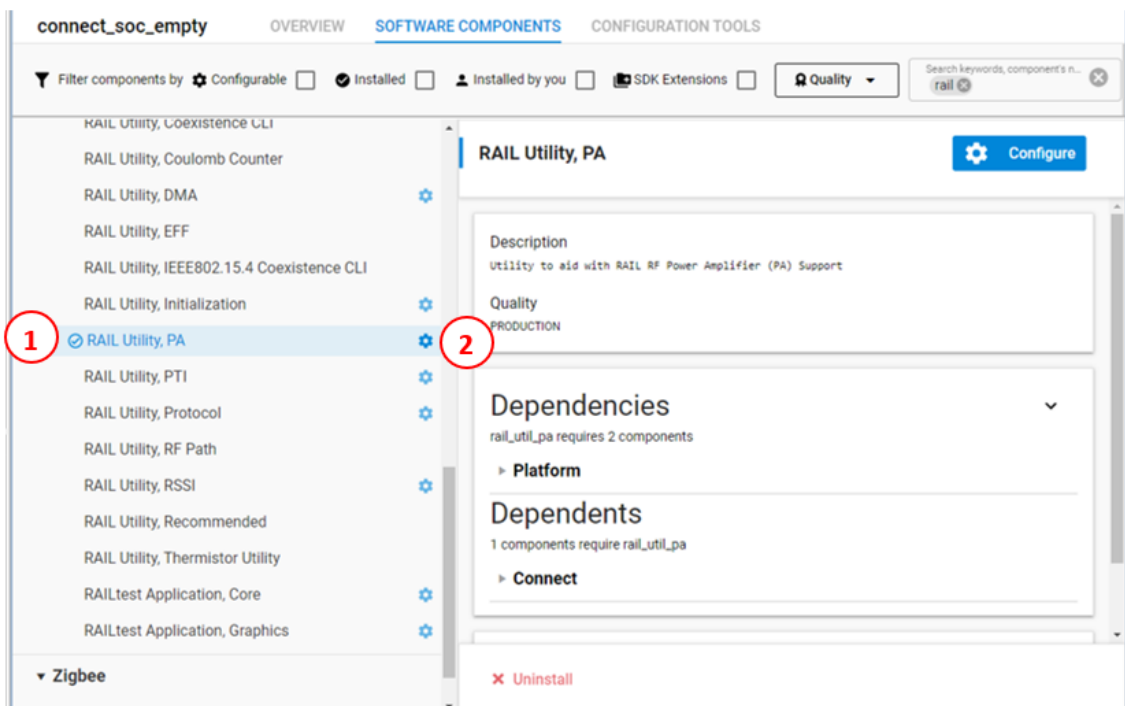 connect_soc_empty OVERVIEW SOFTWARE COMPONENTS CONFIGURATION TOOLS
Filter components by Configurable Installed Installed by you SDK Extensions Quality
Search keywords, component's n...
rail
RAIL Utility, Coexistence CLI
RAIL Utility, Coulomb Counter
RAIL Utility, DMA
RAIL Utility, EFF
RAIL Utility, IEEE802.15.4 Coexistence CLI
RAIL Utility, Initialization
1
RAIL Utility, PA
2
RAIL Utility, PTI
RAIL Utility, Protocol
RAIL Utility, RF Path
RAIL Utility, RSSI
RAIL Utility, Recommended
RAIL Utility, Thermistor Utility
RAILtest Application, Core
RAILtest Application, Graphics
Zigbee
RAIL Utility, PA
Configure
Description
Utility to aid with RAIL RF Power Amplifier (PA) Support
Quality
PRODUCTION
Dependencies
rail_util_pa requires 2 components
Platform
Dependents
1 components require rail_util_pa
Connect
Uninstall